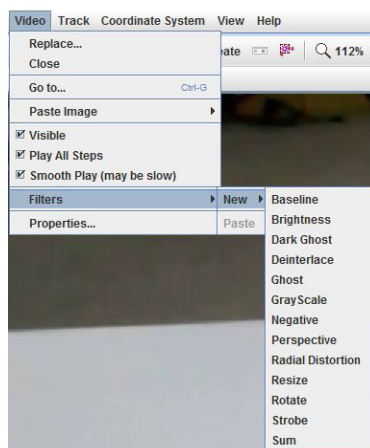 Video Track Coordinate System View Help
Replace...
eate 112%
Close
Go to... Ctrl-G
Paste Image
Visible
Play All Steps
Smooth Play (may be slow)
Filters New Baseline
Brightness
Properties... Paste
Dark Ghost
Deinterlace
Ghost
GrayScale
Negative
Perspective
Radial Distortion
Resize
Rotate
Strobe
Sum